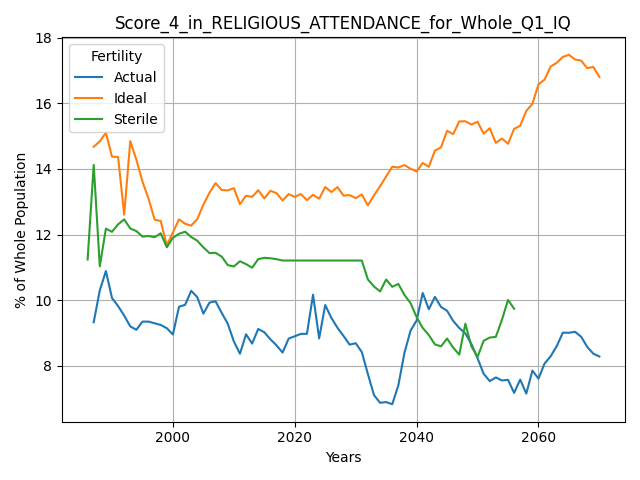 Score_4_in_RELIGIOUS_ATTENDANCE_for_Whole_Q1_IQ
Fertility
Actual
Ideal
Sterile
% of Whole Population
18
16
14
12
10
8
2000 2020 2040 2060
Years